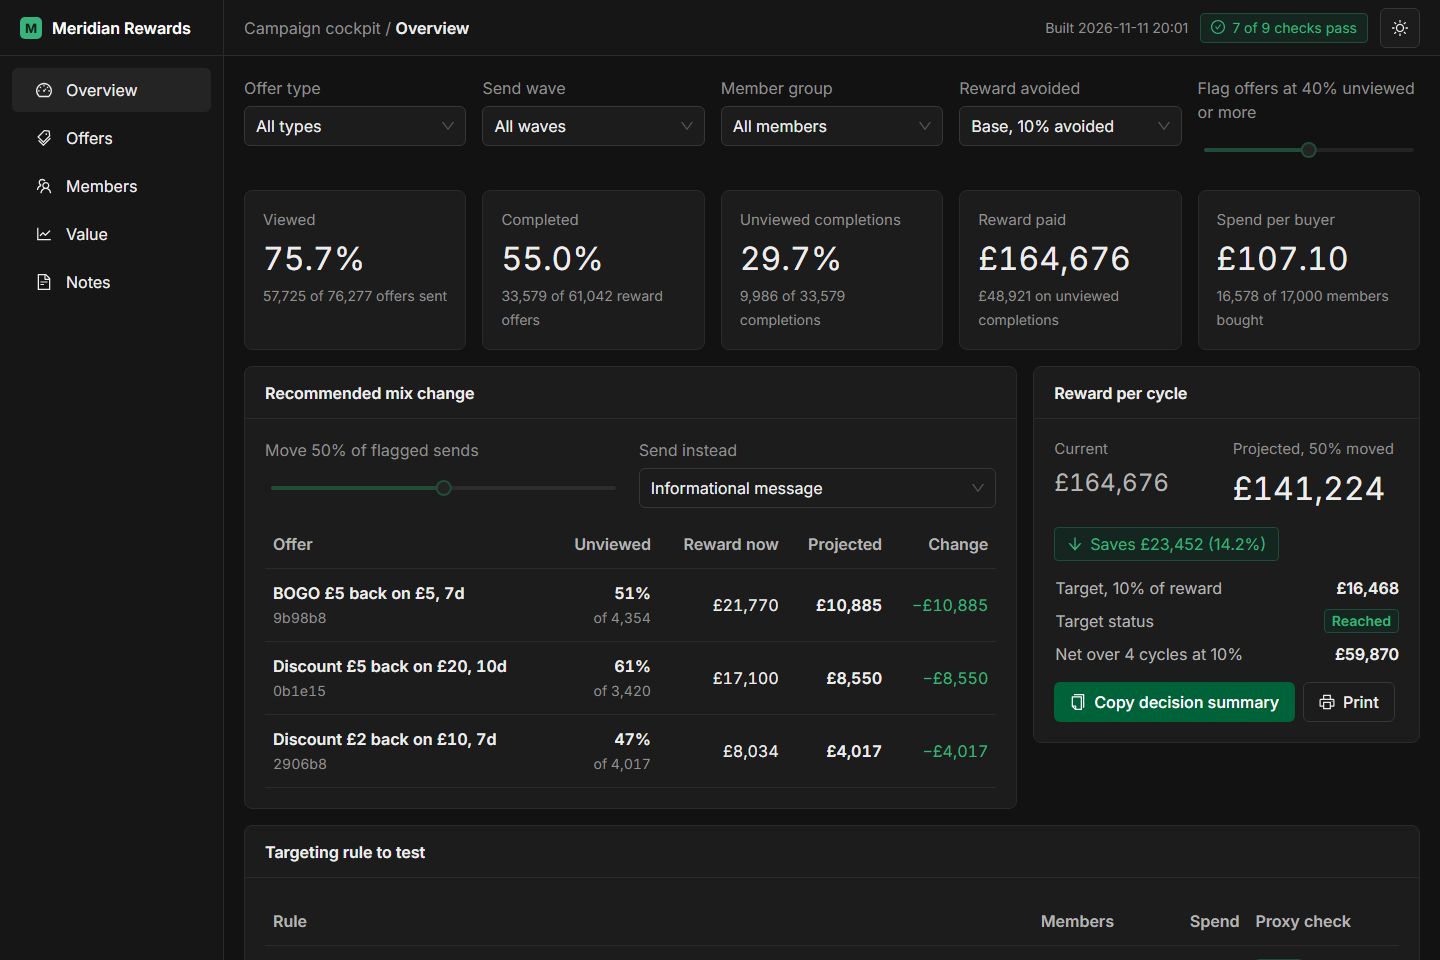 M Meridian Rewards
Campaign cockpit / Overview
Built 2026-11-11 20:01
7 of 9 checks pass
Overview
Offers
Members
Value
Notes
Offer type
All types
Send wave
All waves
Member group
All members
Reward avoided
Base, 10% avoided
Flag offers at 40% unviewed
or more
Viewed
75.7%
57,725 of 76,277 offers sent
Completed
55.0%
33,579 of 61,042 reward
offers
Unviewed completions
29.7%
9,986 of 33,579
completions
Reward paid
£164,676
£48,921 on unviewed
completions
Spend per buyer
£107.10
16,578 of 17,000 members
bought
Recommended mix change
Move 50% of flagged sends
Send instead
Informational message
Offer Unviewed Reward now Projected Change
BOGO £5 back on £5, 7d 51% £21,770 £10,885 −£10,885
9b98b8 of 4,354
Discount £5 back on £20, 10d 61% £17,100 £8,550 −£8,550
0b1e15 of 3,420
Discount £2 back on £10, 7d 47% £8,034 £4,017 −£4,017
2906b8 of 4,017
Reward per cycle
Current
£164,676
Projected, 50% moved
£141,224
Saves £23,452 (14.2%)
Target, 10% of reward £16,468
Target status Reached
Net over 4 cycles at 10% £59,870
Copy decision summary
Print
Targeting rule to test
Rule Members Spend Proxy check